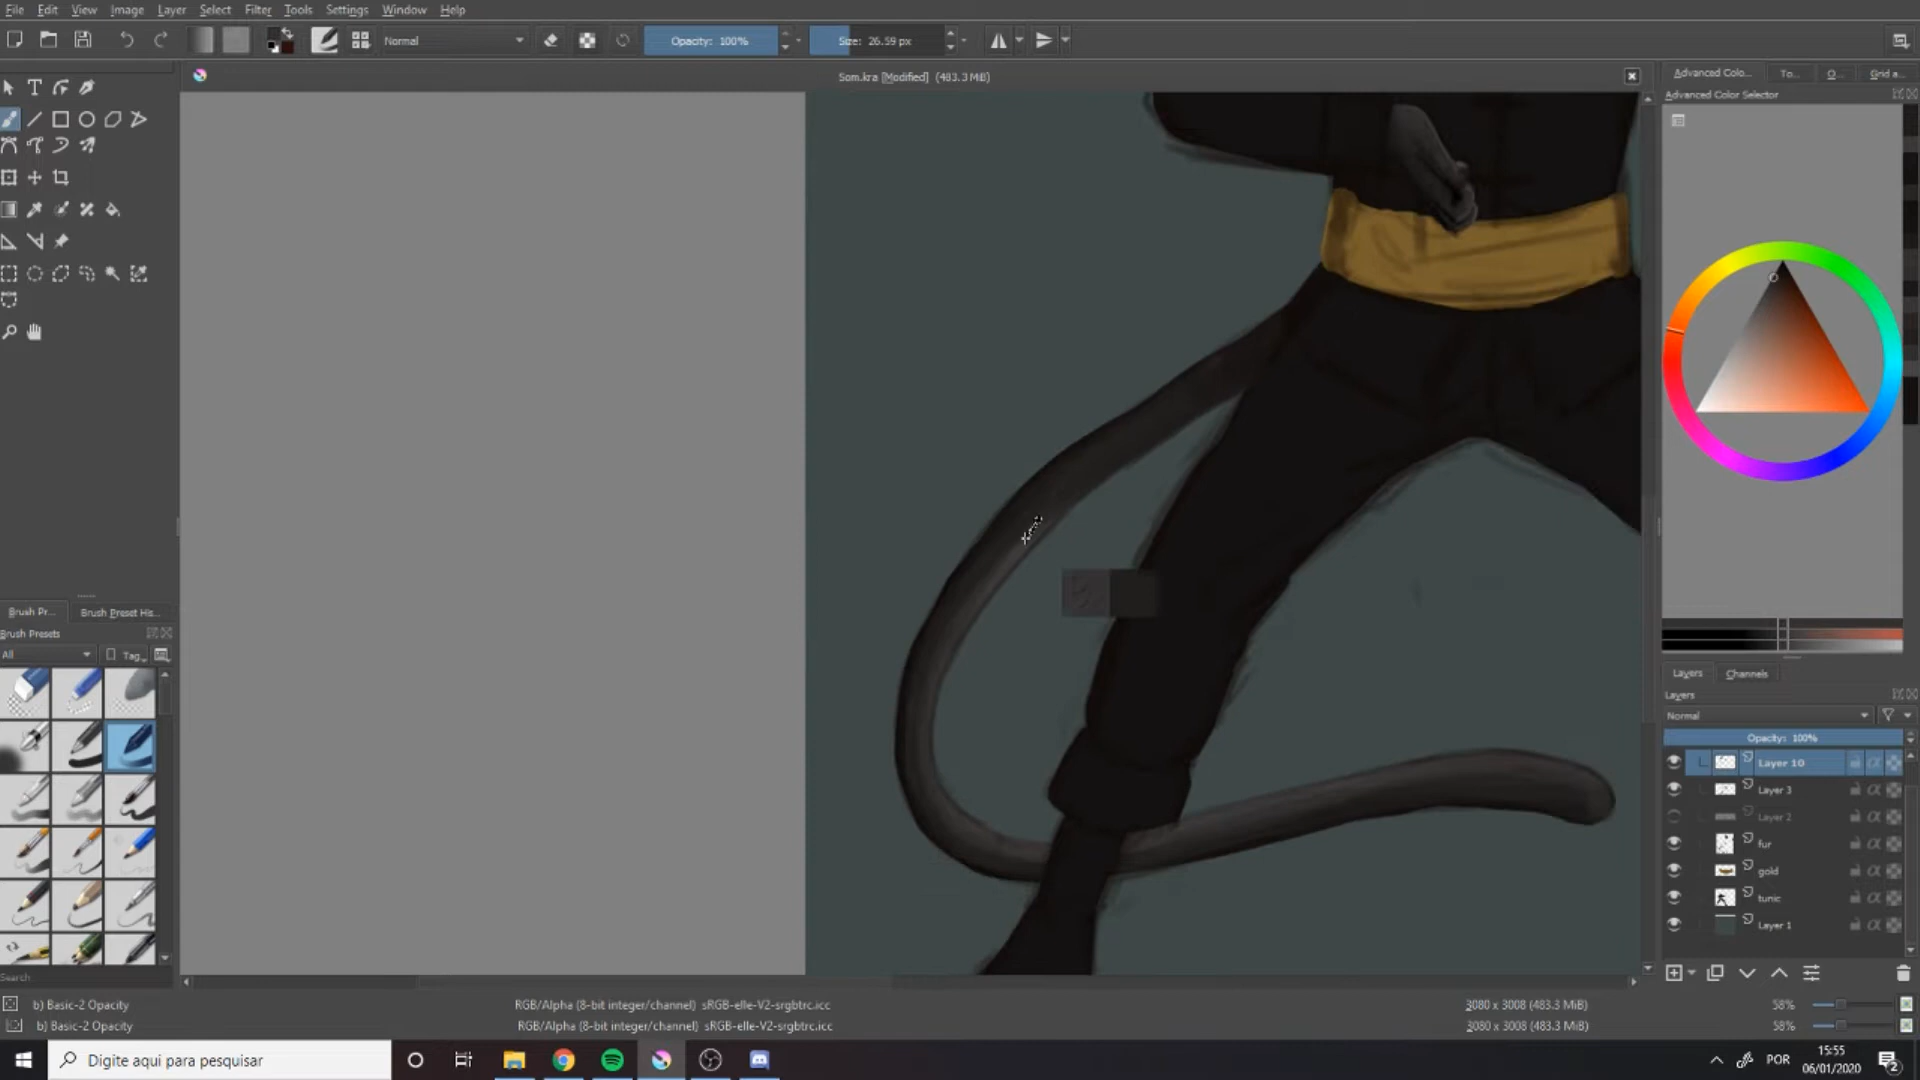 File Edit View Image Layer Select Filter Tools Settings Window Help
Normal
Opacity: 100%
Size: 26.59 px
Som.kra [Modified] (483.3 MiB)
Advanced Colo... To... O... Grid a...
Advanced Color Selector
Brush Pr... Brush Preset His...
Brush Presets
All
Tag
Search
Layers Channels
Layers
Normal
Opacity: 100%
Layer 10
Layer 3
Layer 2
fur
gold
tunic
Layer 1
b) Basic-2 Opacity RGB/Alpha (8-bit integer/channel) sRGB-elle-V2-srgbtrc.icc 3080 x 3008 (483.3 MiB) 58%
b) Basic-2 Opacity RGB/Alpha (8-bit integer/channel) sRGB-elle-V2-srgbtrc.icc 3080 x 3008 (483.3 MiB) 58%
Digite aqui para pesquisar
POR
15:55
06/01/2020
2